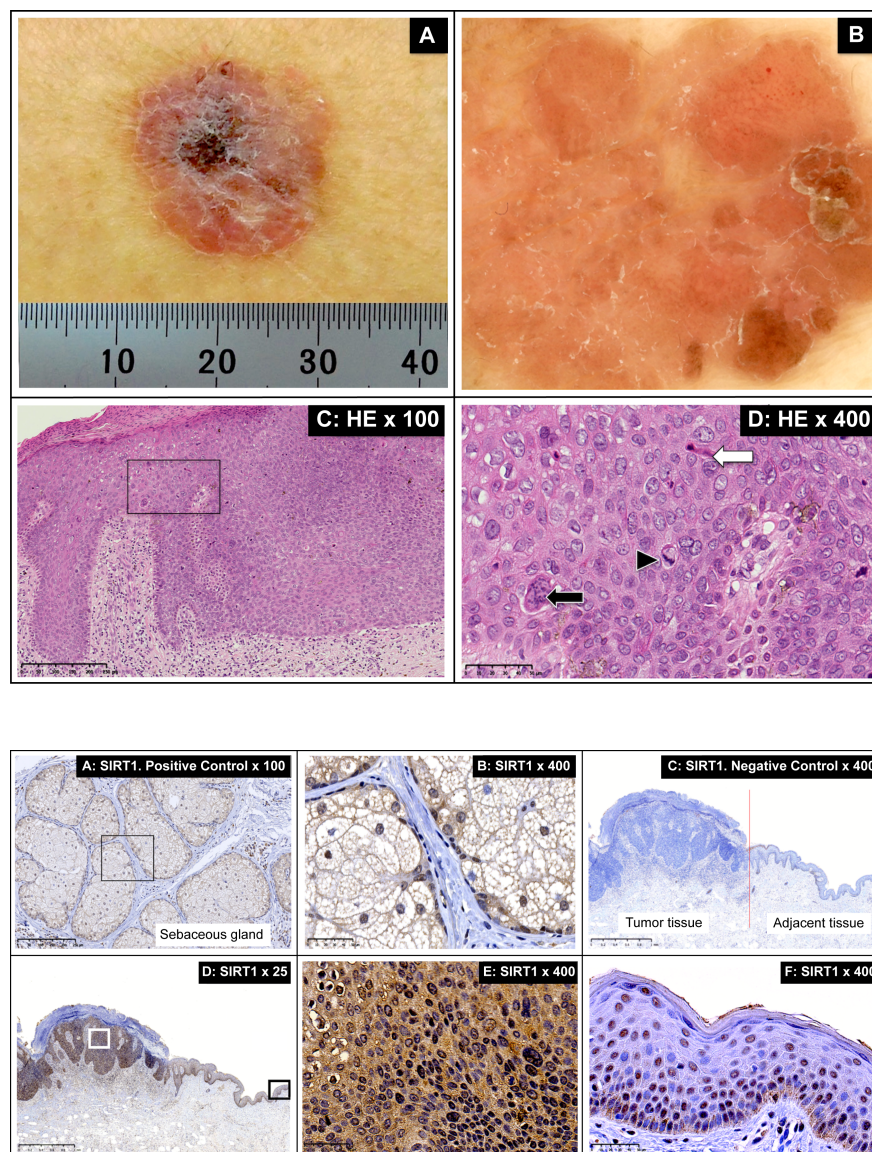 A
B
10 20 30 40
C: HE x 100
D: HE x 400
A: SIRT1. Positive Control x 100
B: SIRT1 x 400
C: SIRT1. Negative Control x 400
Sebaceous gland
Tumor tissue
Adjacent tissue
D: SIRT1 x 25
E: SIRT1 x 400
F: SIRT1 x 400